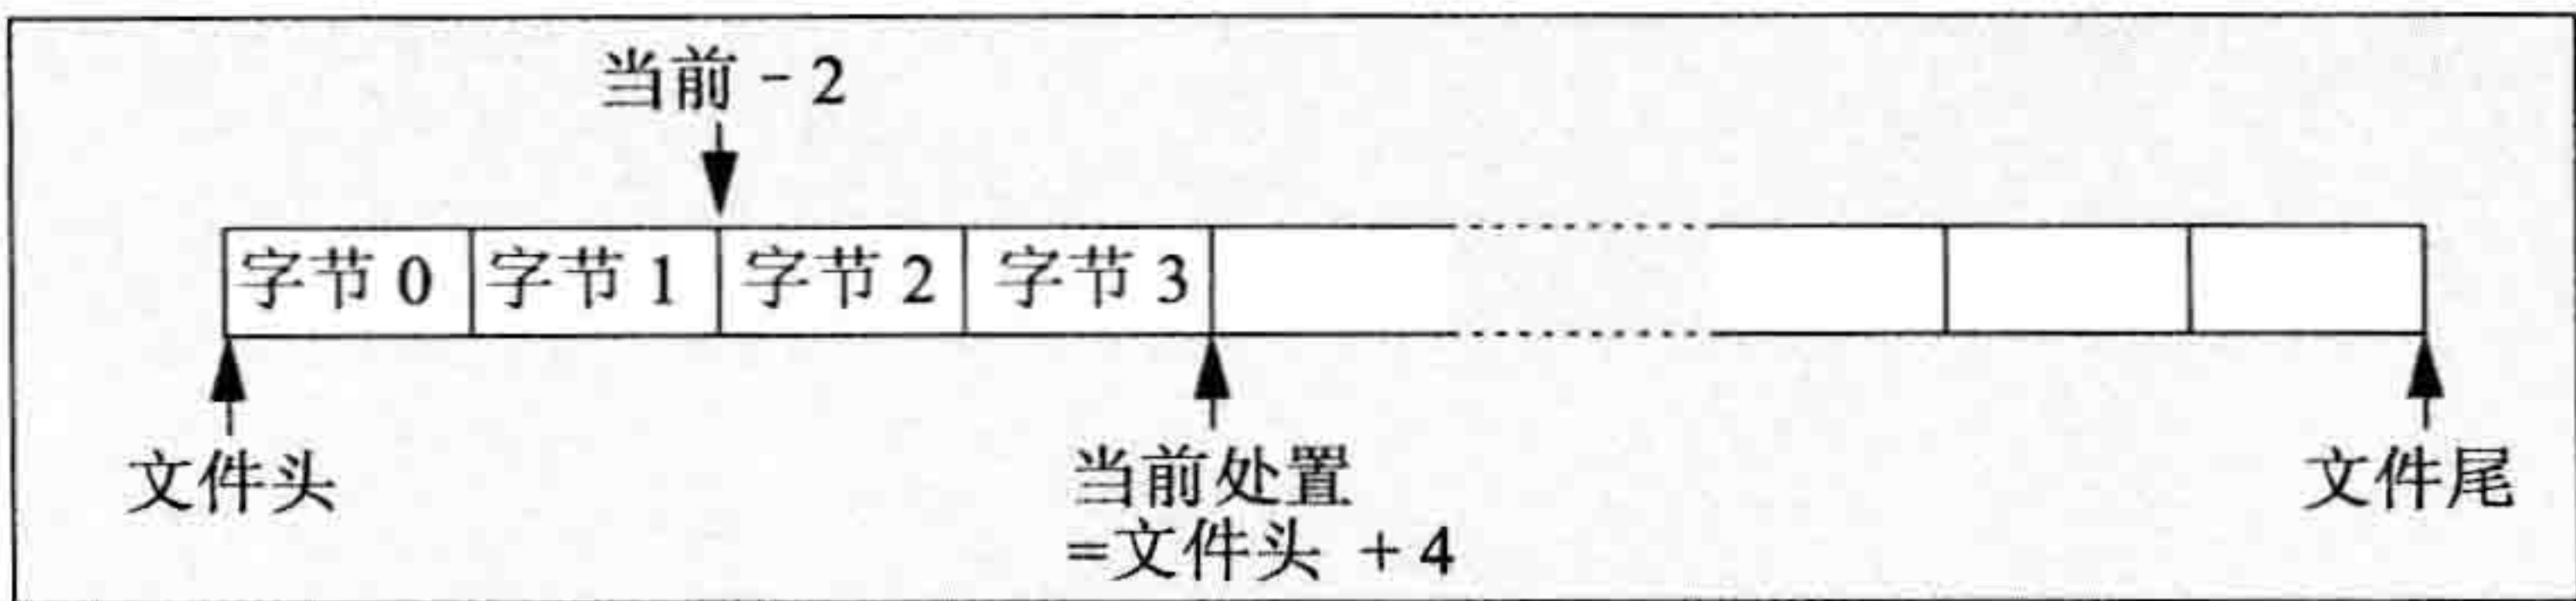 当前 -2
字节 0 字节 1 字节 2 字节 3
文件头 当前处置 文件尾
=文件头 +4